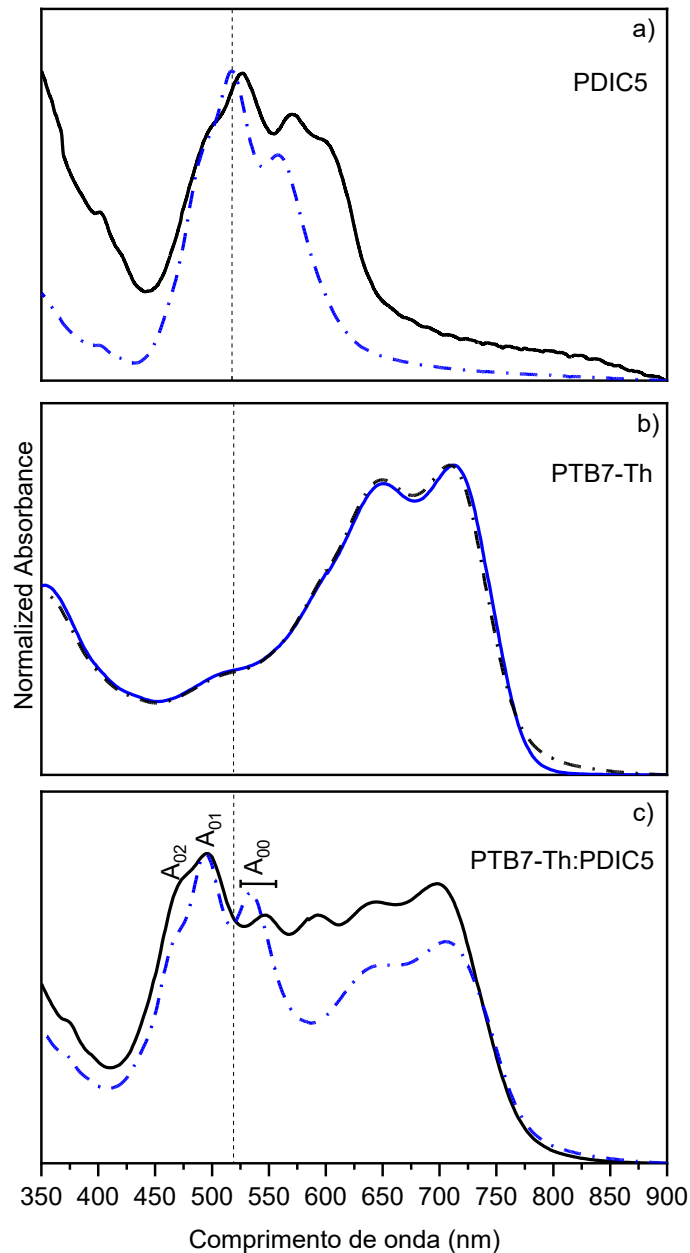 a)
PDIC5
b)
PTB7-Th
Normalized Absorbance
c)
A02 A01 A00
PTB7-Th:PDIC5
350 400 450 500 550 600 650 700 750 800 850 900
Comprimento de onda (nm)